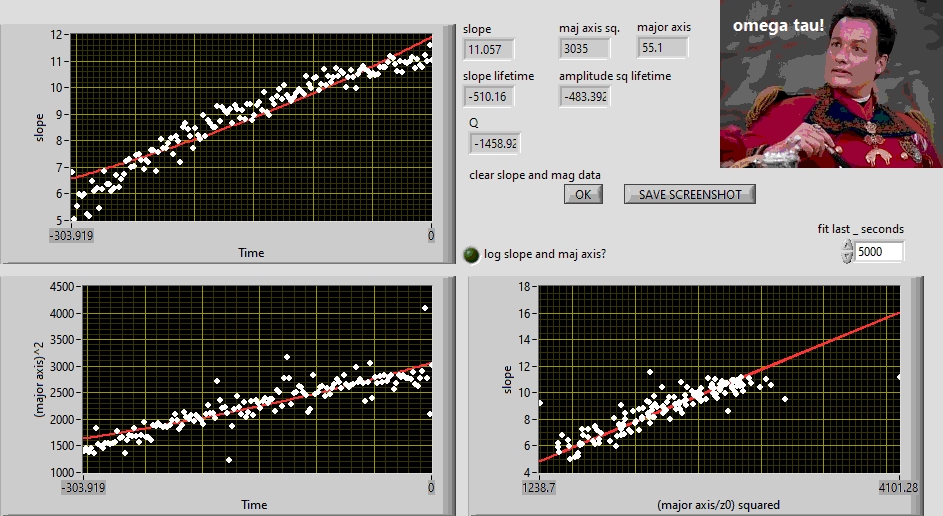 omega tau!
slope
maj axis sq.
major axis
11.057
3035
55.1
slope lifetime
amplitude sq lifetime
-510.16
-483.392
Q
-1458.92
clear slope and mag data
OK
SAVE SCREENSHOT
fit last _ seconds
5000
log slope and maj axis?
12
11
10
9
8
7
6
5
slope
-303.919
0
Time
4500
4000
3500
3000
2500
2000
1500
1000
(major axis)^2
-303.919
0
Time
18
16
14
12
10
8
6
4
slope
1238.7
4101.28
(major axis/z0) squared